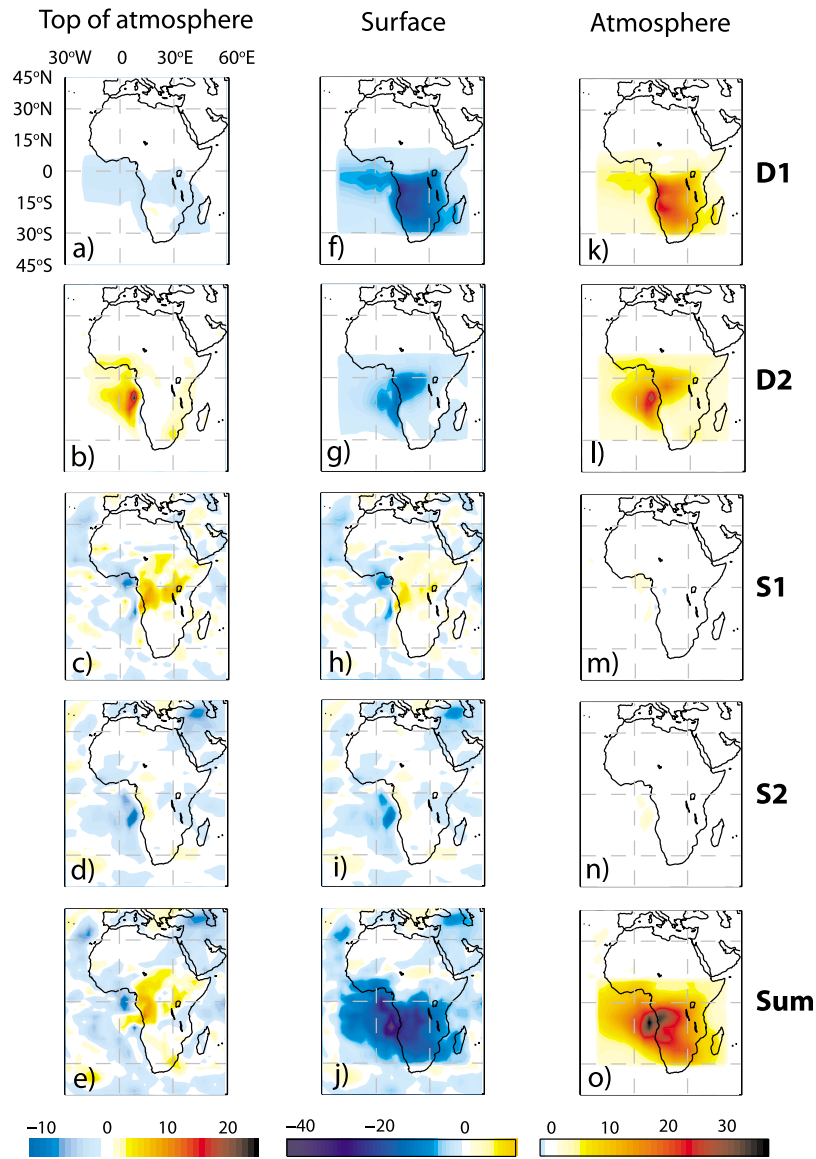 Top of atmosphere Surface Atmosphere
30°W 0 30°E 60°E
45°N
30°N
15°N
0
15°S
30°S
45°S
a) f) k) D1
b) g) l) D2
c) h) m) S1
d) i) n) S2
e) j) o) Sum
−10 0 10 20 −40 −20 0 0 10 20 30